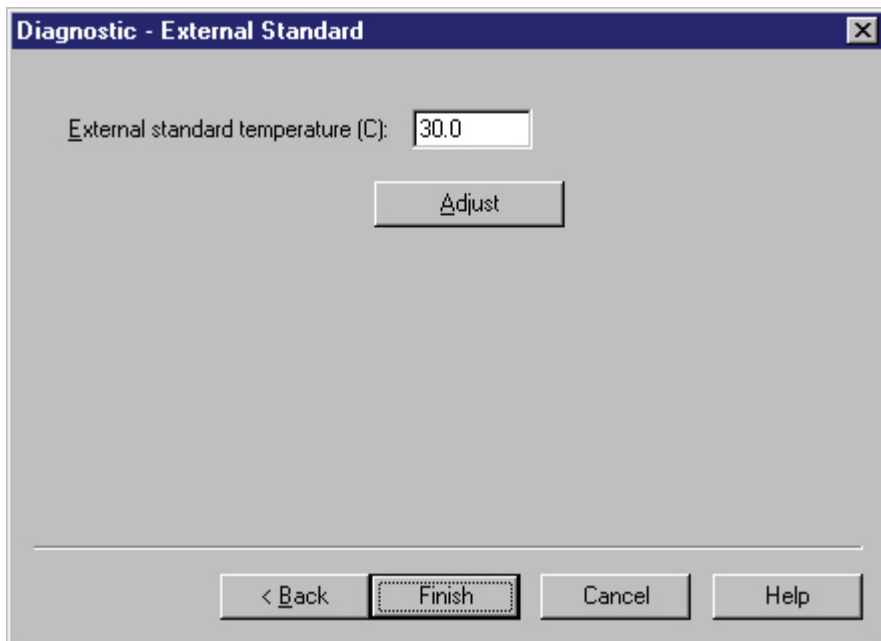 Diagnostic - External Standard
External standard temperature (C): 30.0
Adjust
< Back Finish Cancel Help